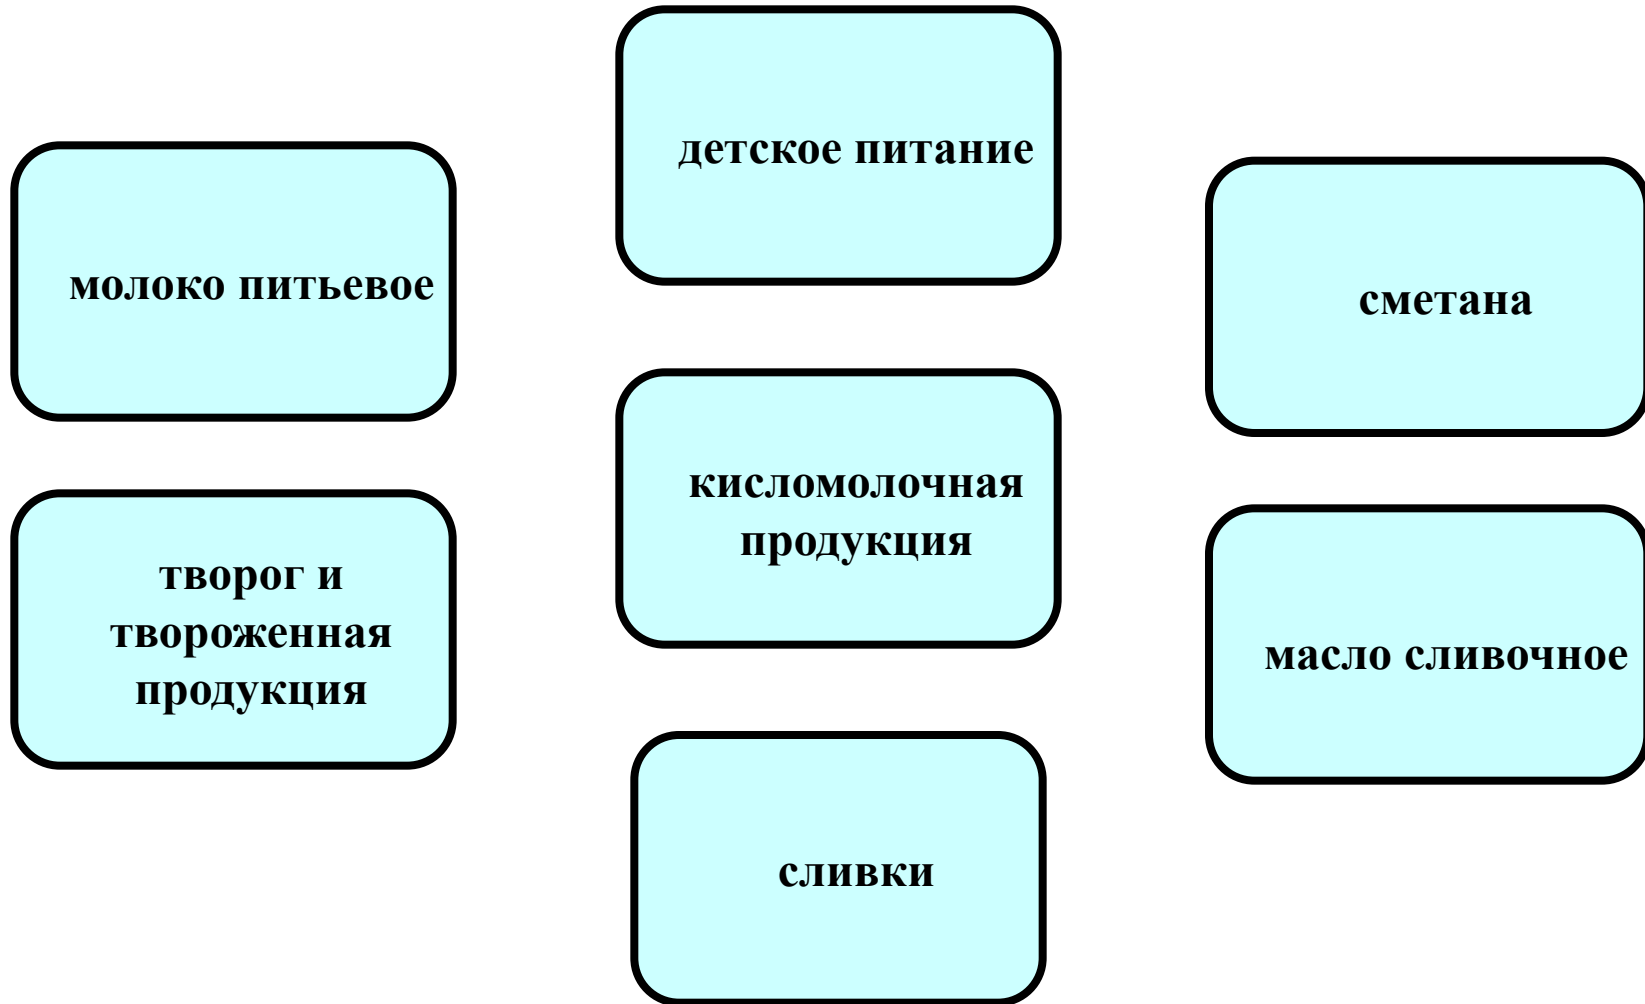 детское питание
молоко питьевое
сметана
кисломолочная
продукция
творог и
твороженная
продукция
масло сливочное
сливки